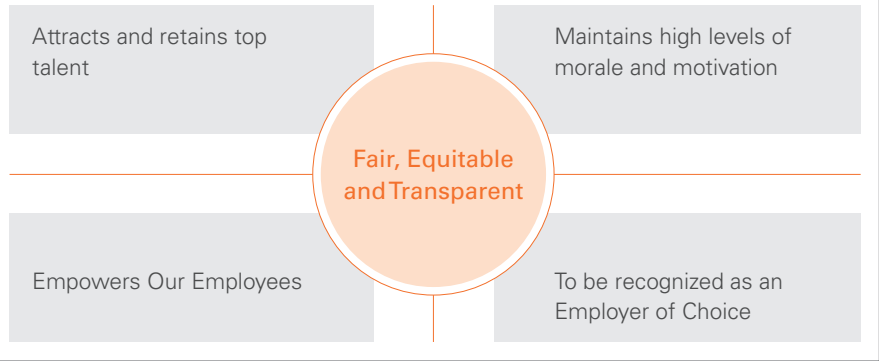 Attracts and retains top
talent
Maintains high levels of
morale and motivation
Fair, Equitable
and Transparent
Empowers Our Employees
To be recognized as an
Employer of Choice